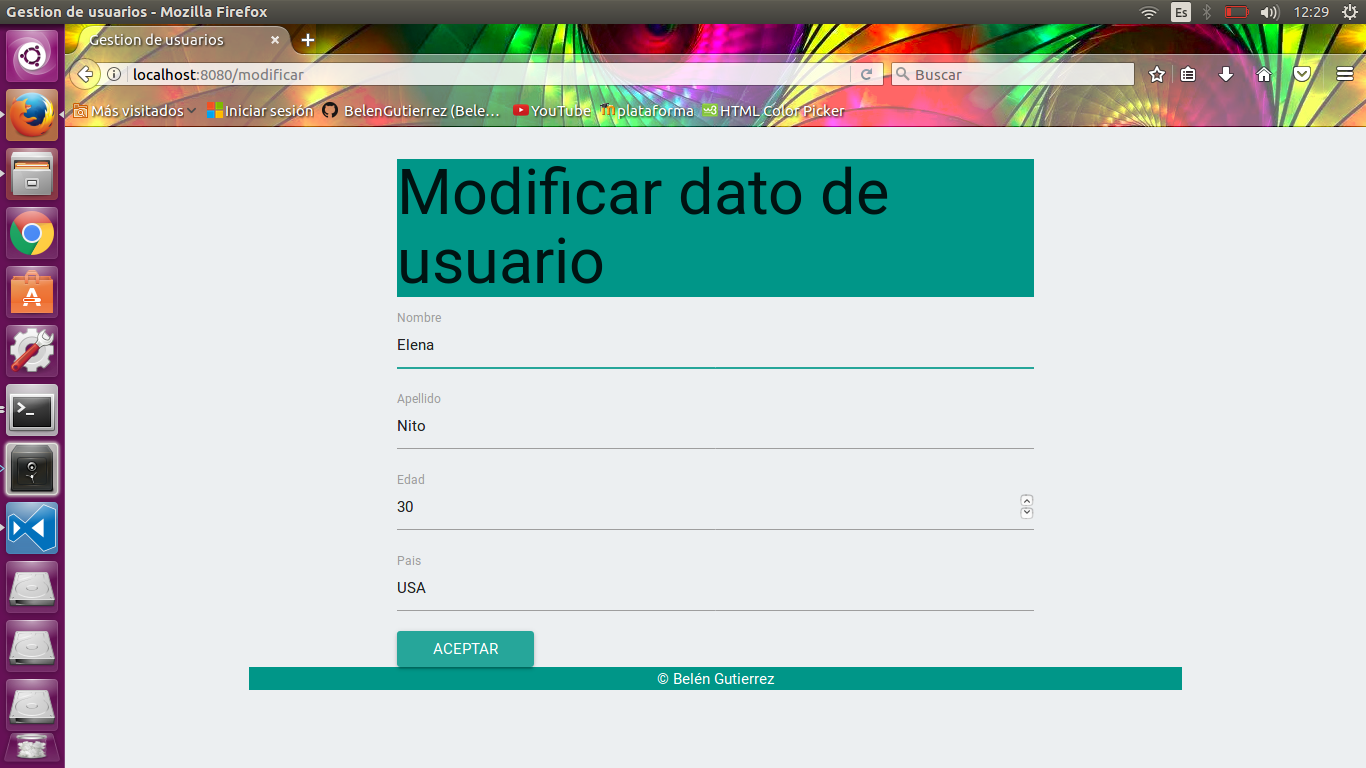 Gestion de usuarios - Mozilla Firefox
Es
12:29
Gestion de usuarios
localhost:8080/modificar
Buscar
Más visitados
Iniciar sesión
BelenGutierrez (Bele...
YouTube
plataforma
HTML Color Picker
Modificar dato de
usuario
Nombre
Elena
Apellido
Nito
Edad
30
Pais
USA
ACEPTAR
© Belén Gutierrez